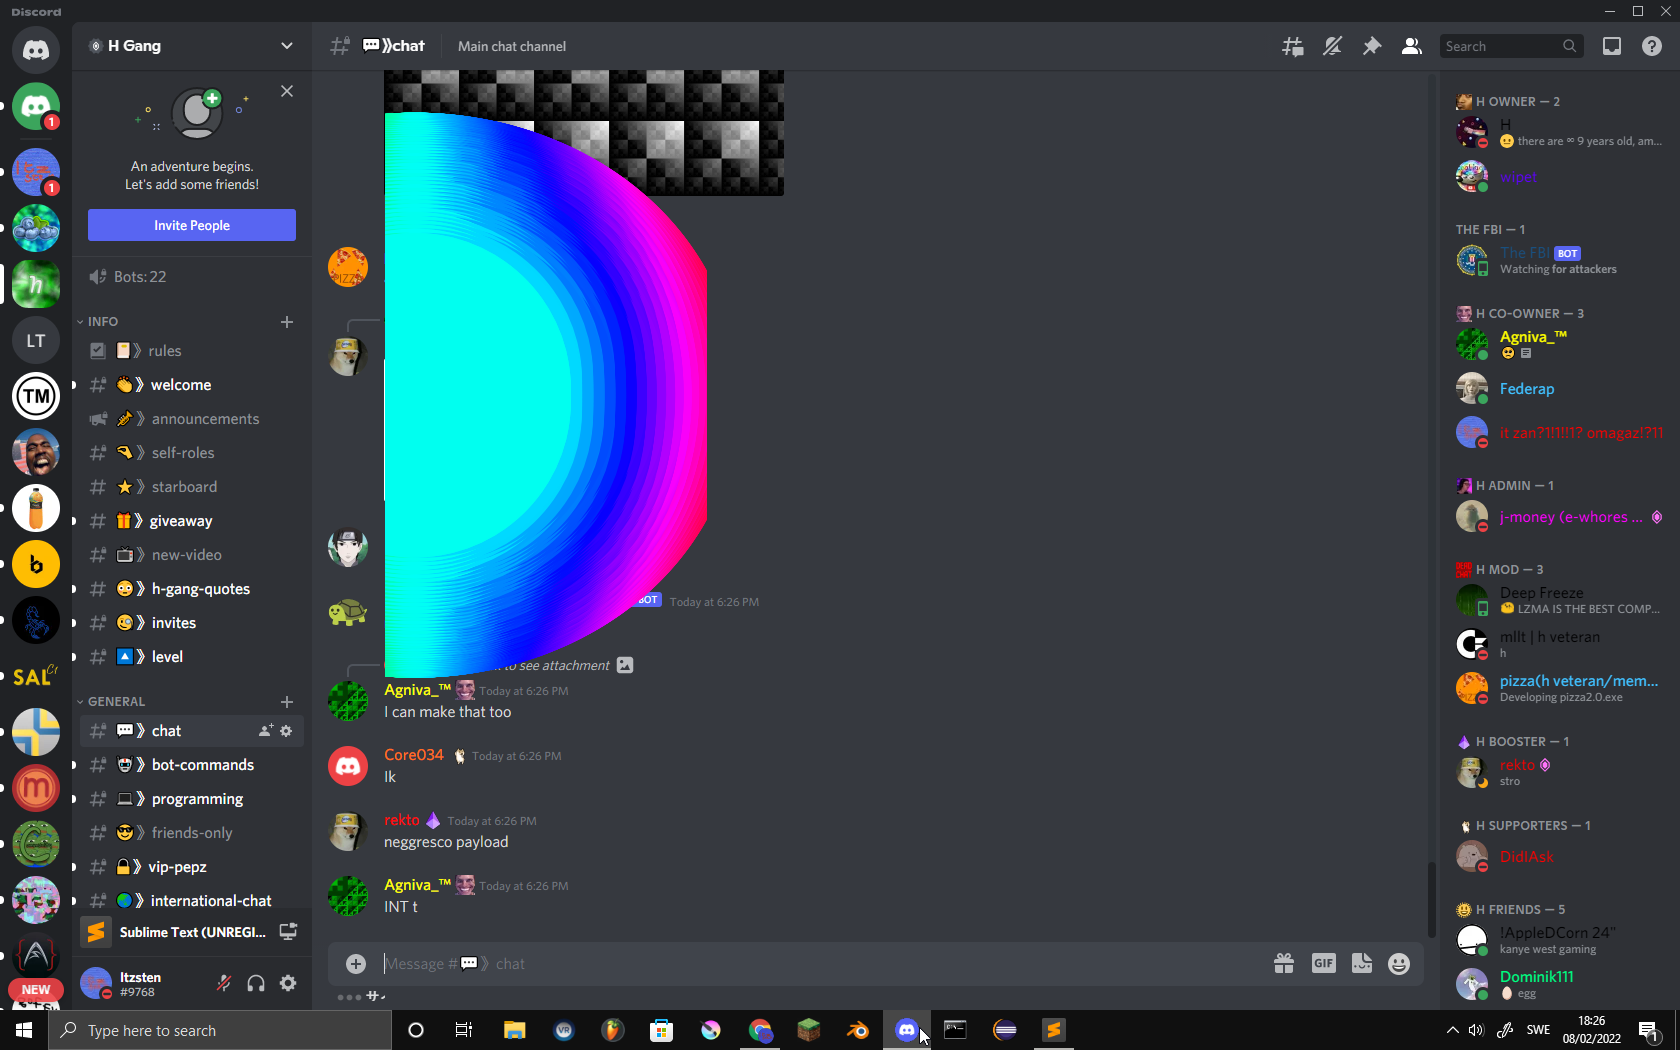 Discord
H Gang
An adventure begins.
Let's add some friends!
Invite People
Bots: 22
INFO
rules
welcome
announcements
self-roles
starboard
giveaway
new-video
h-gang-quotes
invites
level
GENERAL
chat
bot-commands
programming
friends-only
vip-pepz
international-chat
Sublime Text (UNREGI...
Itzsten
#9768
1
1
h
LT
TM
b
SAL C1
m
NEW
chat
Main chat channel
Search
PIZZA
BOT Today at 6:26 PM
to see attachment
Agniva_™ Today at 6:26 PM
I can make that too
Core034 Today at 6:26 PM
lk
rekto Today at 6:26 PM
neggresco payload
Agniva_™ Today at 6:26 PM
INT t
Message # chat
GIF
H OWNER — 2
H
there are ∞ 9 years old, am...
wipet
THE FBI — 1
The FBI BOT
Watching for attackers
H CO-OWNER — 3
Agniva_™
Federap
it zan?1!1!!1? omagaz!?11
H ADMIN — 1
j-money (e-whores ...
H MOD — 3
Deep Freeze
LZMA IS THE BEST COMP...
mllt | h veteran
h
pizza(h veteran/mem...
Developing pizza2.0.exe
H BOOSTER — 1
rekto
stro
H SUPPORTERS — 1
DidIAsk
H FRIENDS — 5
!AppleDCorn 24"
kanye west gaming
Dominik111
egg
Type here to search
VR
SWE
18:26
08/02/2022
1